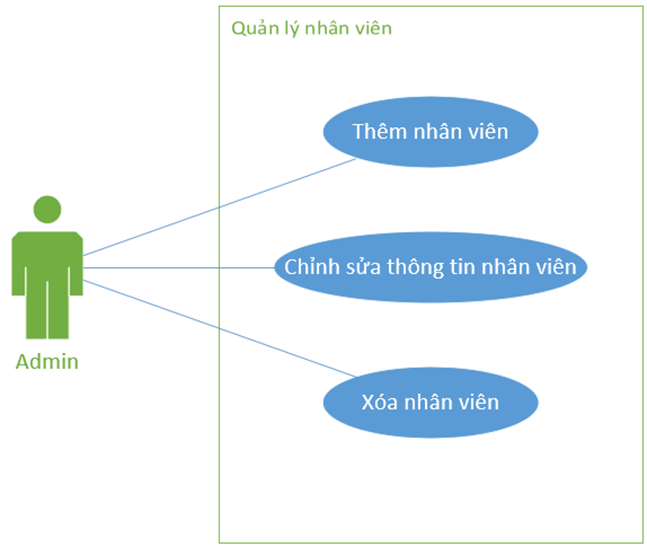 Quản lý nhân viên
Thêm nhân viên
Chỉnh sửa thông tin nhân viên
Admin
Xóa nhân viên